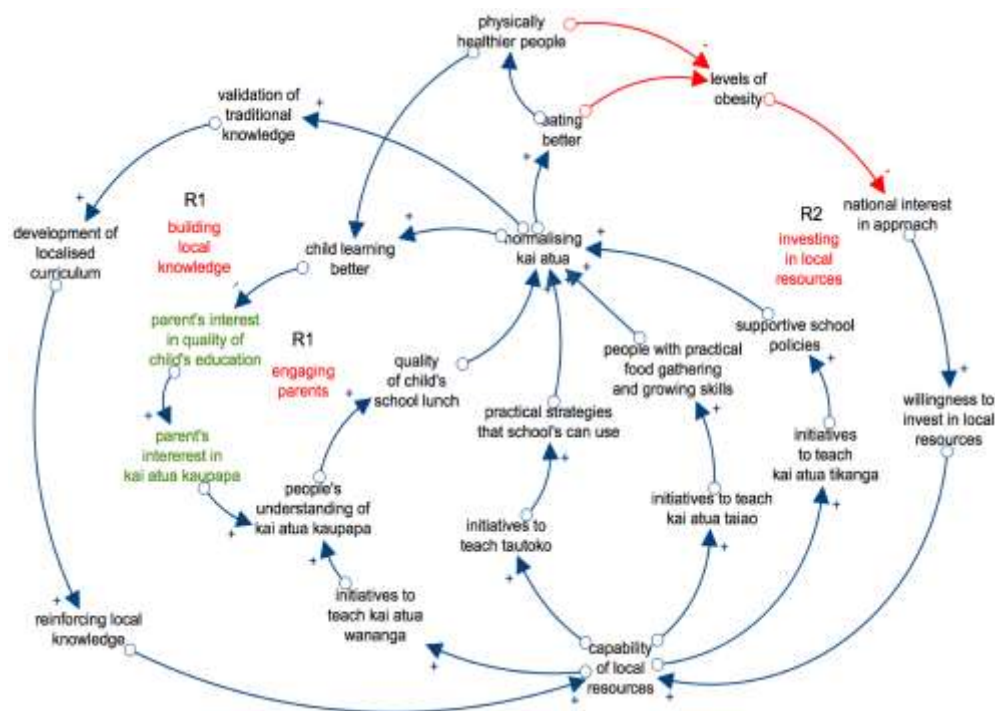 physically
healthier people
levels of
obesity
validation of
traditional
knowledge
eating
better
R1
building
local
knowledge
R2
investing
in local
resources
national interest
in approach
development of
localised
curriculum
child learning
better
normalising
kai atua
parent's interest
in quality of
child's education
R1
engaging
parents
quality
of child's
school lunch
people with practical
food gathering
and growing skills
supportive school
policies
practical strategies
that school's can use
willingness to
invest in local
resources
parent's
intererest in
kai atua kaupapa
people's
understanding of
kai atua kaupapa
initiatives
to teach
kai atua tikanga
initiatives to teach
kai atua taiao
initiatives to
teach tautoko
initiatives to
teach kai atua
wananga
reinforcing local
knowledge
capability
of local
resources